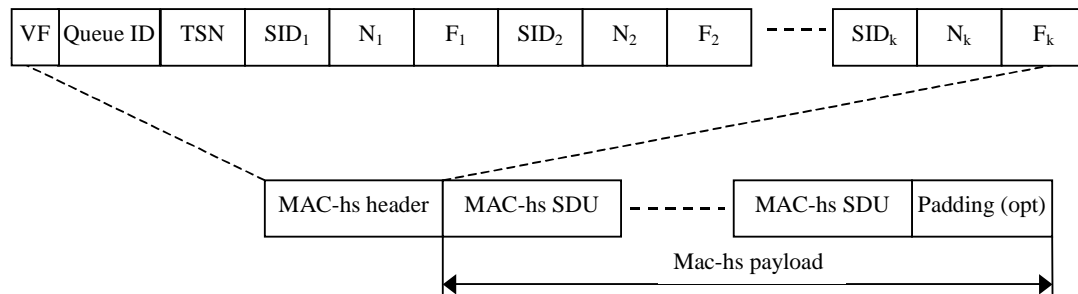 VF Queue ID TSN SID₁ N₁ F₁ SID₂ N₂ F₂ SIDₖ Nₖ Fₖ
MAC-hs header MAC-hs SDU MAC-hs SDU Padding (opt)
Mac-hs payload